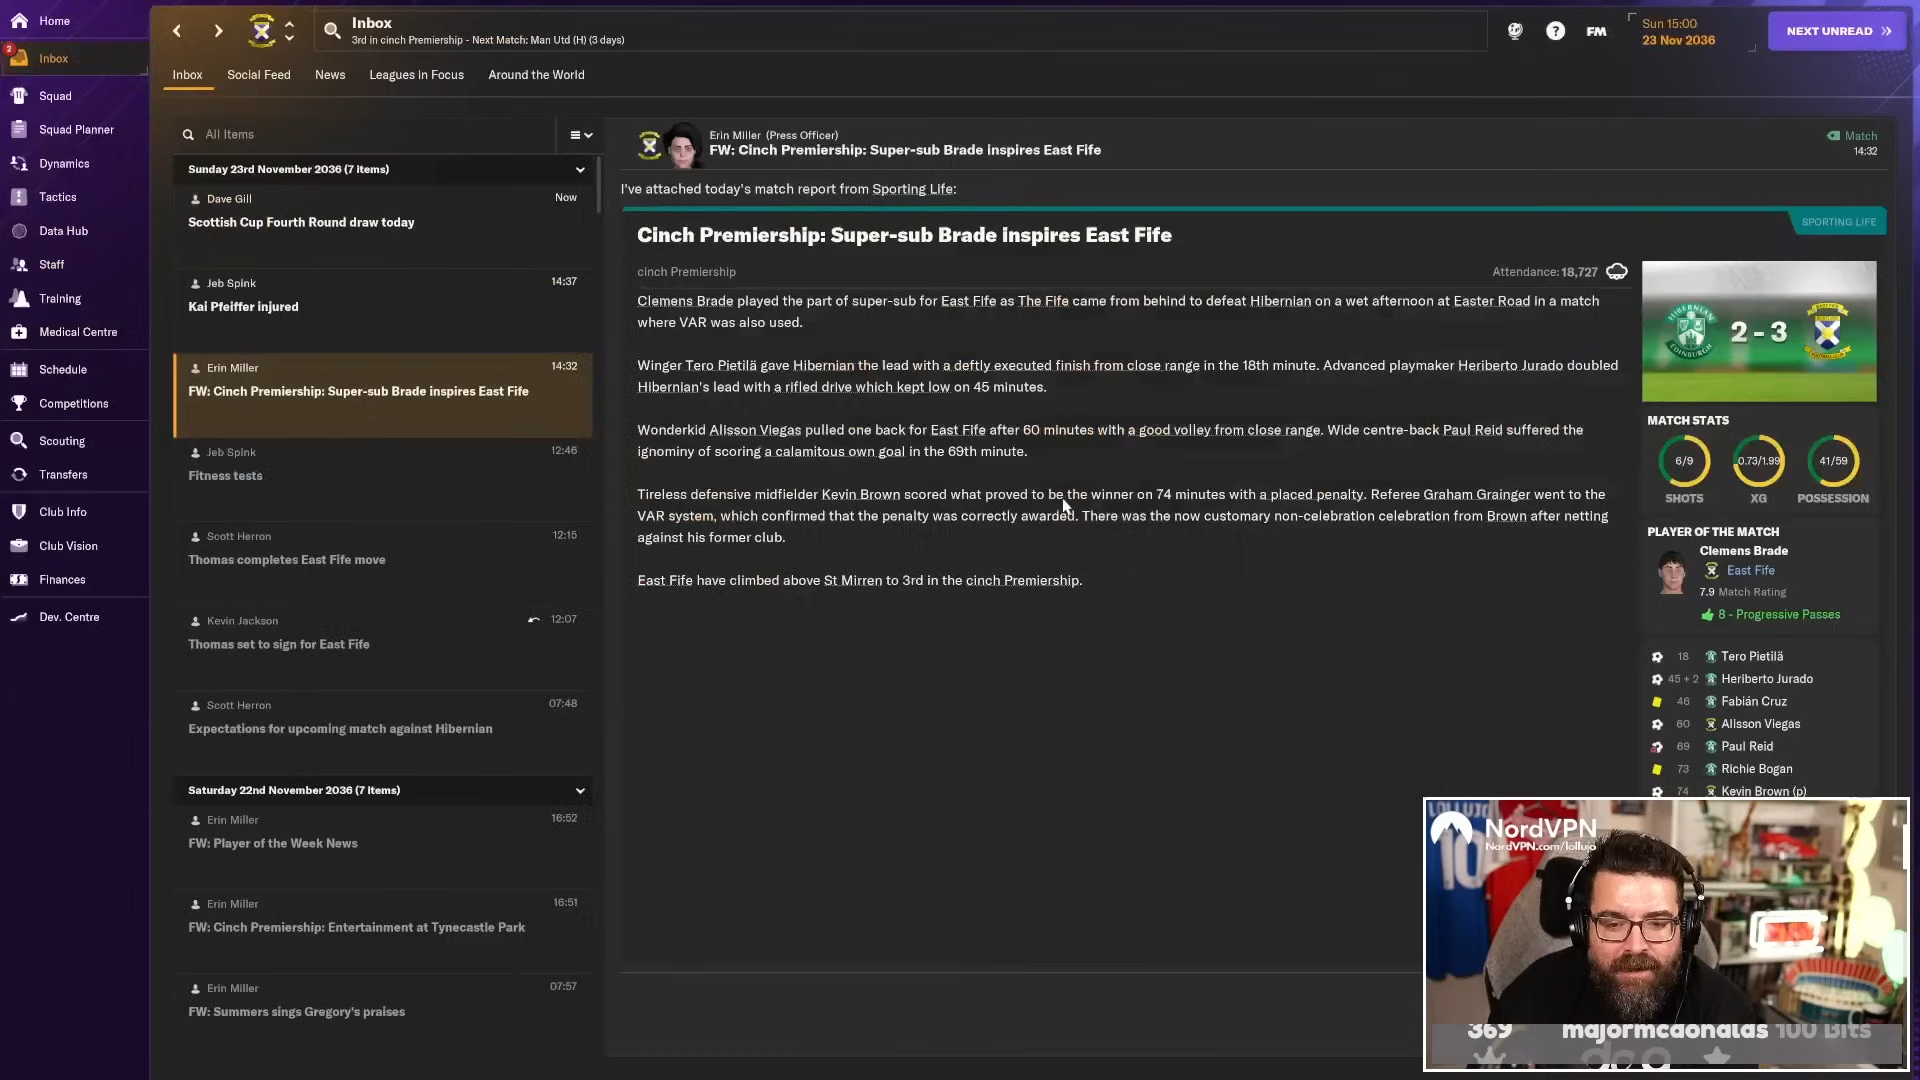 Home
2
Inbox
Squad
Squad Planner
Dynamics
Tactics
Data Hub
Staff
Training
Medical Centre
Schedule
Competitions
Scouting
Transfers
Club Info
Club Vision
Finances
Dev. Centre
Inbox
3rd in cinch Premiership - Next Match: Man Utd (H) (3 days)
FM
Sun 15:00
23 Nov 2036
NEXT UNREAD
Inbox
Social Feed
News
Leagues in Focus
Around the World
All Items
Sunday 23rd November 2036 (7 items)
Dave Gill
Now
Scottish Cup Fourth Round draw today
Jeb Spink
14:37
Kai Pfeiffer injured
Erin Miller
14:32
FW: Cinch Premiership: Super-sub Brade inspires East Fife
Jeb Spink
12:46
Fitness tests
Scott Herron
12:15
Thomas completes East Fife move
Kevin Jackson
12:07
Thomas set to sign for East Fife
Scott Herron
07:48
Expectations for upcoming match against Hibernian
Saturday 22nd November 2036 (7 items)
Erin Miller
16:52
FW: Player of the Week News
Erin Miller
16:51
FW: Cinch Premiership: Entertainment at Tynecastle Park
Erin Miller
07:57
FW: Summers sings Gregory's praises
Erin Miller (Press Officer)
FW: Cinch Premiership: Super-sub Brade inspires East Fife
Match
14:32
I've attached today's match report from Sporting Life:
SPORTING LIFE
Cinch Premiership: Super-sub Brade inspires East Fife
cinch Premiership
Attendance: 18,727
Clemens Brade played the part of super-sub for East Fife as The Fife came from behind to defeat Hibernian on a wet afternoon at Easter Road in a match
where VAR was also used.
Winger Tero Pietilä gave Hibernian the lead with a deftly executed finish from close range in the 18th minute. Advanced playmaker Heriberto Jurado doubled
Hibernian's lead with a rifled drive which kept low on 45 minutes.
Wonderkid Alisson Viegas pulled one back for East Fife after 60 minutes with a good volley from close range. Wide centre-back Paul Reid suffered the
ignominy of scoring a calamitous own goal in the 69th minute.
Tireless defensive midfielder Kevin Brown scored what proved to be the winner on 74 minutes with a placed penalty. Referee Graham Grainger went to the
VAR system, which confirmed that the penalty was correctly awarded. There was the now customary non-celebration celebration from Brown after netting
against his former club.
East Fife have climbed above St Mirren to 3rd in the cinch Premiership.
HIBERNIAN
EDINBURGH
2 - 3
MATCH STATS
6/9
0.73/1.99
41/59
SHOTS
XG
POSSESSION
PLAYER OF THE MATCH
Clemens Brade
East Fife
7.9 Match Rating
8 - Progressive Passes
18 Tero Pietilä
45 + 2 Heriberto Jurado
46 Fabián Cruz
60 Alisson Viegas
69 Paul Reid
73 Richie Bogan
74 Kevin Brown (p)
LOLLUJO
10
NordVPN
NordVPN.com/lollujo
369
majormcdonalds 100 Bits